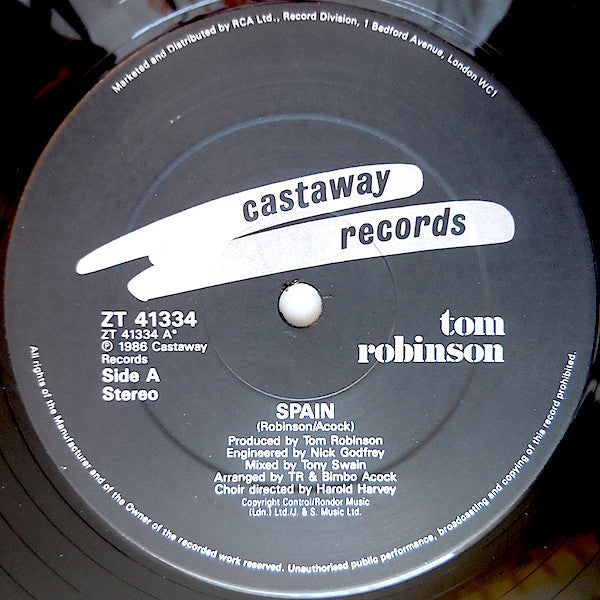 Marketed and Distributed by RCA Ltd., Record Division, 1 Bedford Avenue, London WC1
castaway
records
ZT 41334
ZT 41334 A*
℗ 1986 Castaway
Records
Side A
Stereo
tom
robinson
SPAIN
(Robinson/Acock)
Produced by Tom Robinson
Engineered by Nick Godfrey
Mixed by Tony Swain
Arranged by TR & Bimbo Acock
Choir directed by Harold Harvey
Copyright Control/Rondor Music
(Ldn.) Ltd./J. & S. Music Ltd.
All rights of the Manufacturer and of the Owner of the recorded work reserved. Unauthorised public performance, broadcasting and copying of this record prohibited.